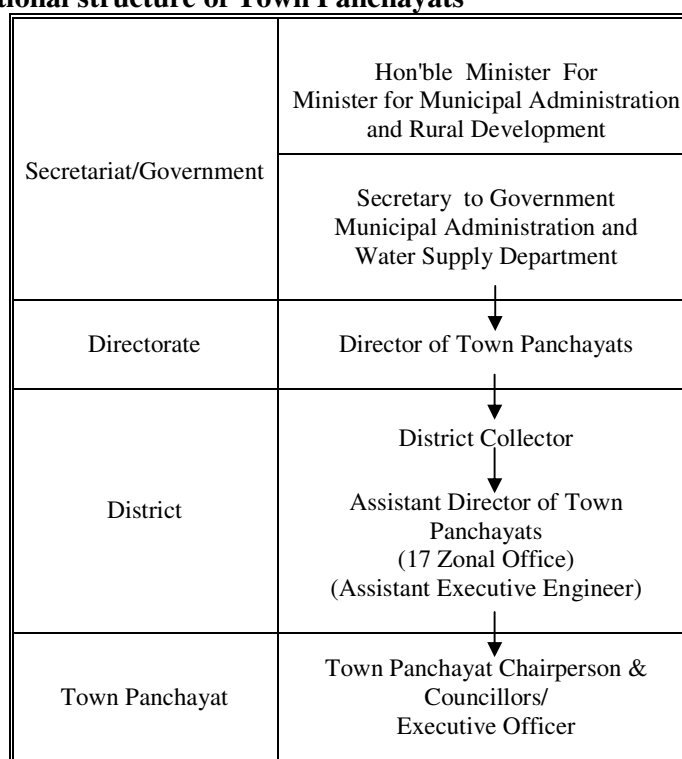 tional structure of Town Panchayats
Hon'ble Minister For
Minister for Municipal Administration
and Rural Development
Secretariat/Government
Secretary to Government
Municipal Administration and
Water Supply Department
Directorate
Director of Town Panchayats
District
District Collector
Assistant Director of Town
Panchayats
(17 Zonal Office)
(Assistant Executive Engineer)
Town Panchayat
Town Panchayat Chairperson &
Councillors/
Executive Officer